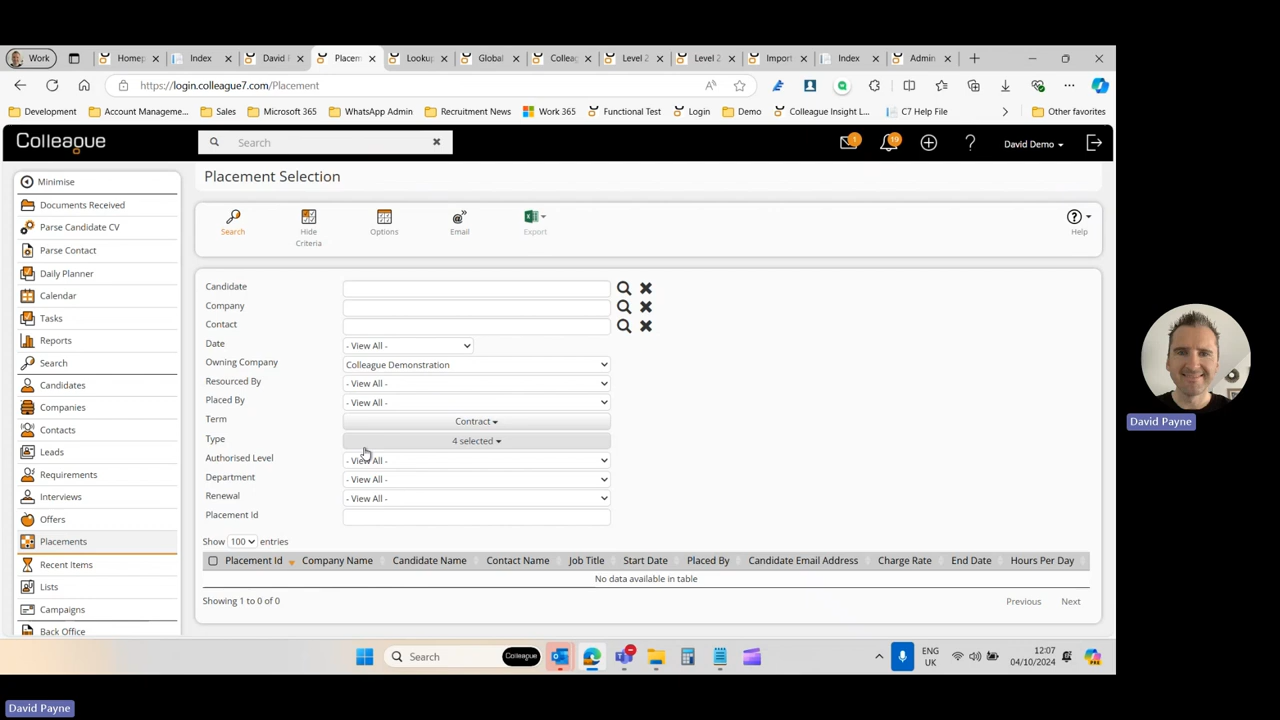 Work
Homep
Index
David P
Placem
Lookup
Global
Colleag
Level 2
Level 2
Import
Index
Admin
https://login.colleague7.com/Placement
Development
Account Manageme...
Sales
Microsoft 365
WhatsApp Admin
Recruitment News
Work 365
Functional Test
Login
Demo
Colleague Insight L...
C7 Help File
Other favorites
Colleague
Search
1
19
David Demo
Minimise
Documents Received
Parse Candidate CV
Parse Contact
Daily Planner
Calendar
Tasks
Reports
Search
Candidates
Companies
Contacts
Leads
Requirements
Interviews
Offers
Placements
Recent Items
Lists
Campaigns
Back Office
Placement Selection
Search
Hide Criteria
Options
Email
Export
Help
Candidate
Company
Contact
Date - View All -
Owning Company Colleague Demonstration
Resourced By - View All -
Placed By - View All -
Term Contract
Type 4 selected
Authorised Level - View All -
Department - View All -
Renewal - View All -
Placement Id
Show 100 entries
Placement Id Company Name Candidate Name Contact Name Job Title Start Date Placed By Candidate Email Address Charge Rate End Date Hours Per Day
No data available in table
Showing 1 to 0 of 0
Previous Next
Search
Colleague
ENG
UK
12:07
04/10/2024
David Payne
David Payne